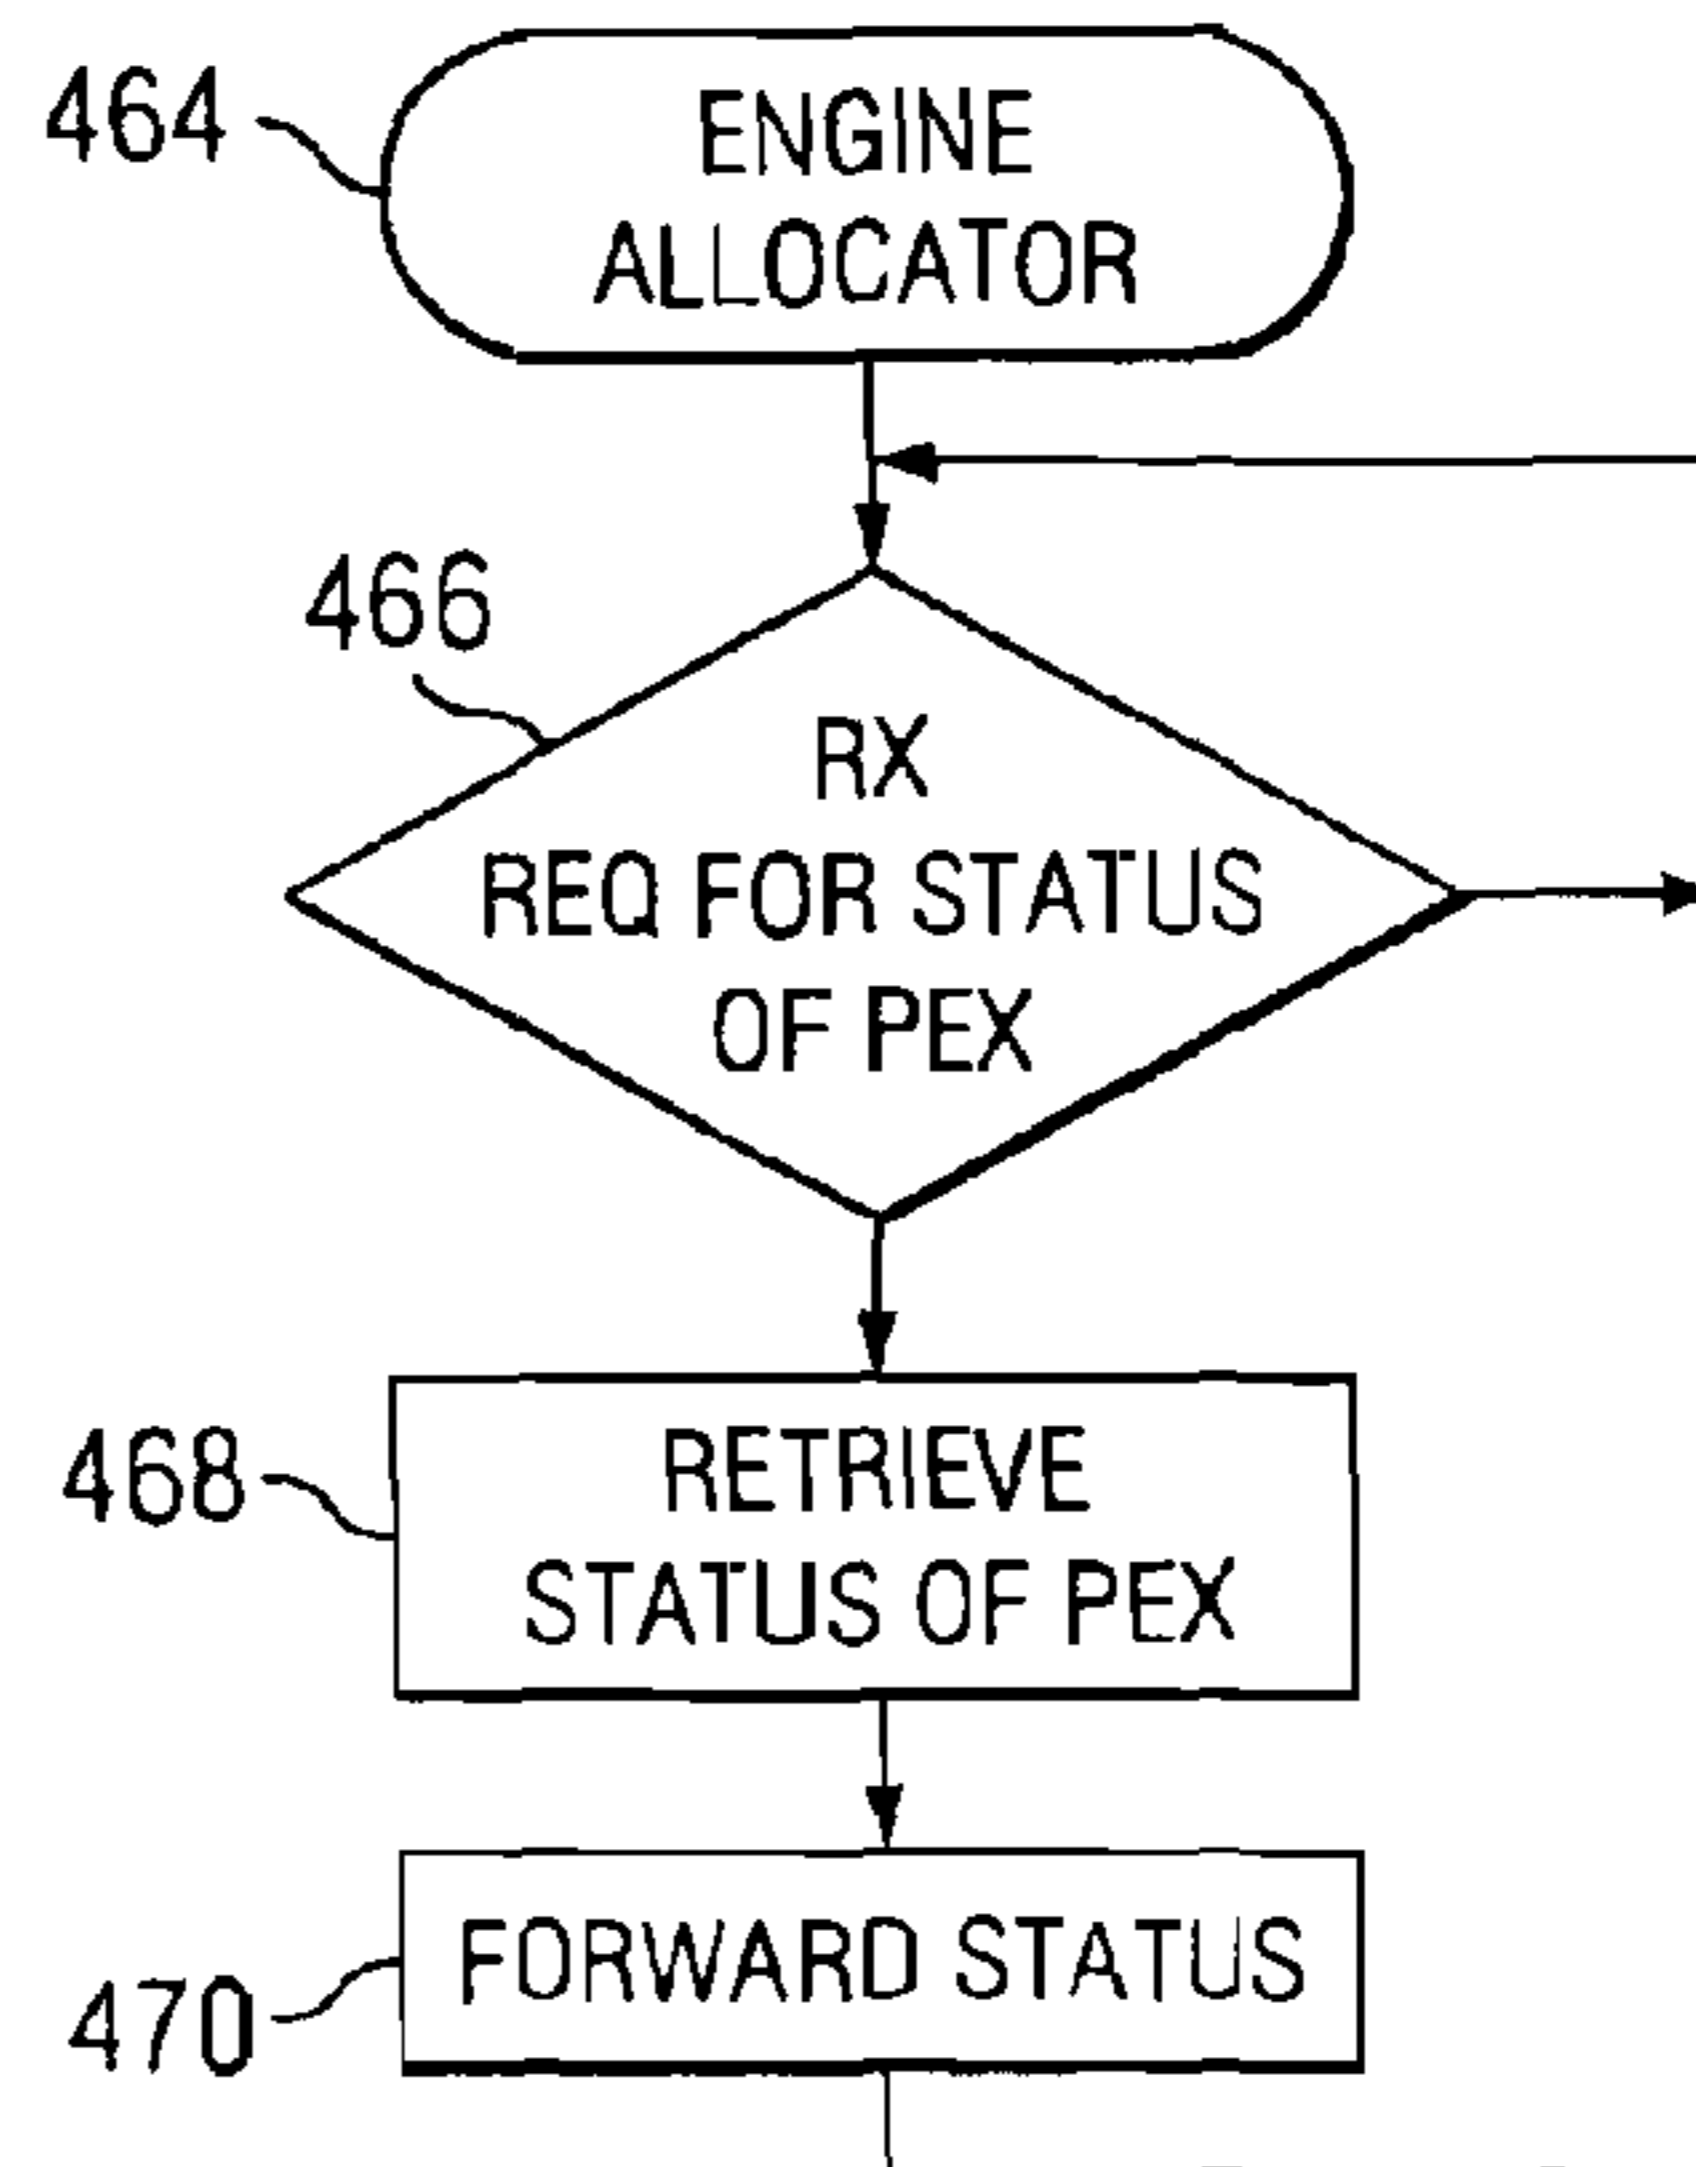 464
ENGINE
ALLOCATOR
466
RX
REQ FOR STATUS
OF PEX
468
RETRIEVE
STATUS OF PEX
470
FORWARD STATUS